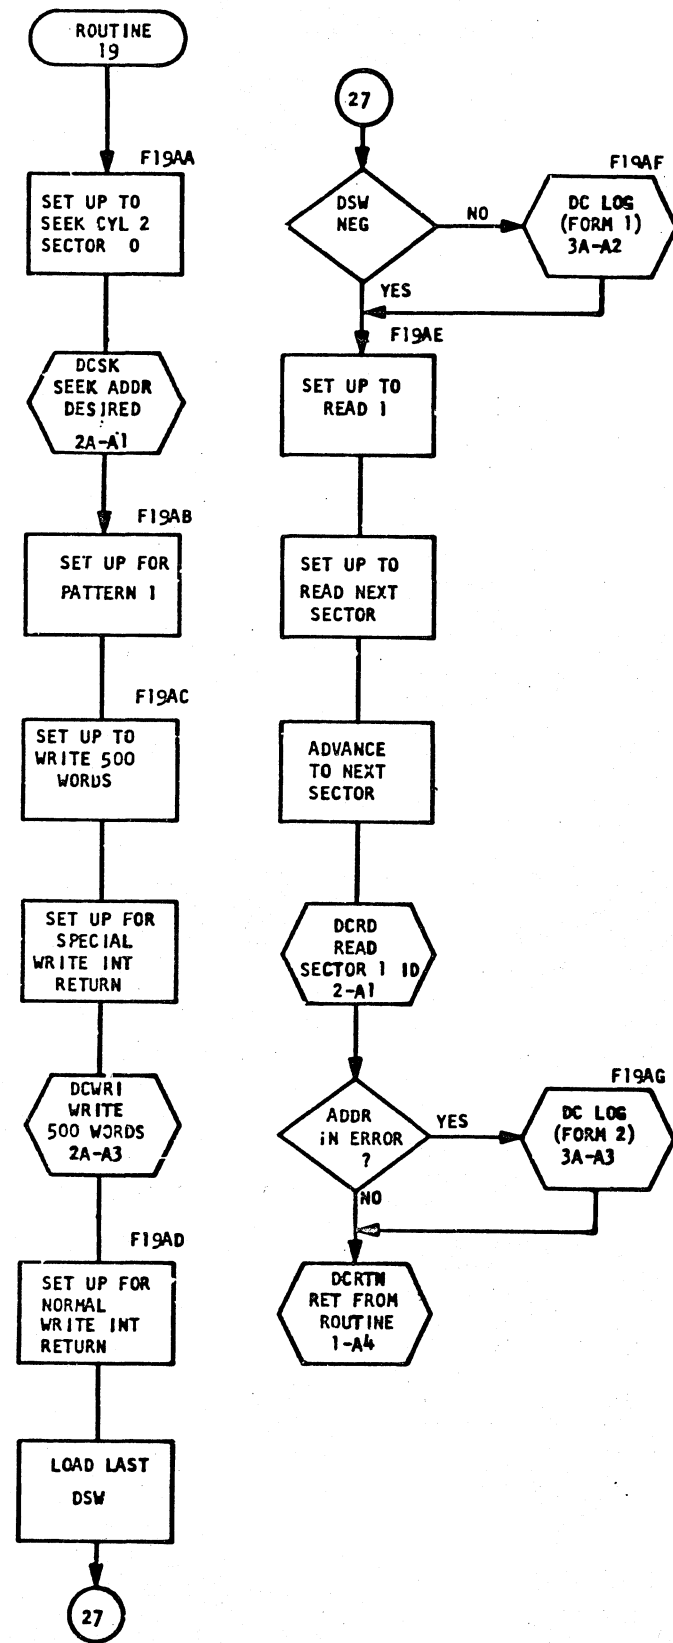 ROUTINE
19
F19AA
SET UP TO
SEEK CYL 2
SECTOR 0
DCSK
SEEK ADDR
DESIRED
2A-A1
F19AB
SET UP FOR
PATTERN 1
F19AC
SET UP TO
WRITE 500
WORDS
SET UP FOR
SPECIAL
WRITE INT
RETURN
DCWRI
WRITE
500 WORDS
2A-A3
F19AD
SET UP FOR
NORMAL
WRITE INT
RETURN
LOAD LAST
DSW
27
27
DSW
NEG
NO
YES
F19AF
DC LOG
(FORM 1)
3A-A2
F19AE
SET UP TO
READ 1
SET UP TO
READ NEXT
SECTOR
ADVANCE
TO NEXT
SECTOR
DCRD
READ
SECTOR 1 ID
2-A1
ADDR
IN ERROR
?
YES
NO
F19AG
DC LOG
(FORM 2)
3A-A3
DCRTN
RET FROM
ROUTINE
1-A4